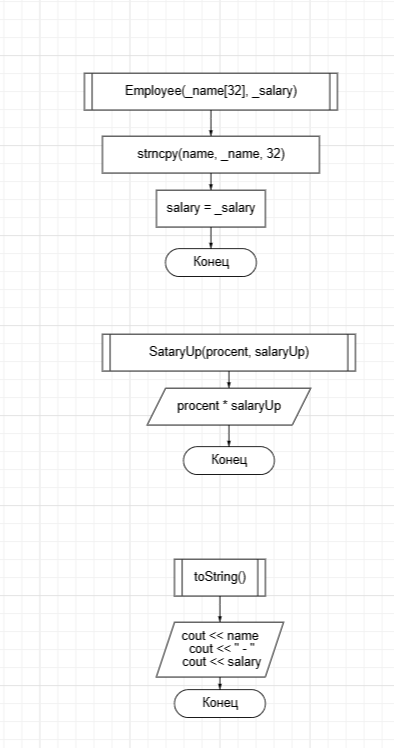 Employee(_name[32], _salary)
strncpy(name, _name, 32)
salary = _salary
Конец
SataryUp(procent, salaryUp)
procent * salaryUp
Конец
toString()
cout << name
cout << " - "
cout << salary
Конец